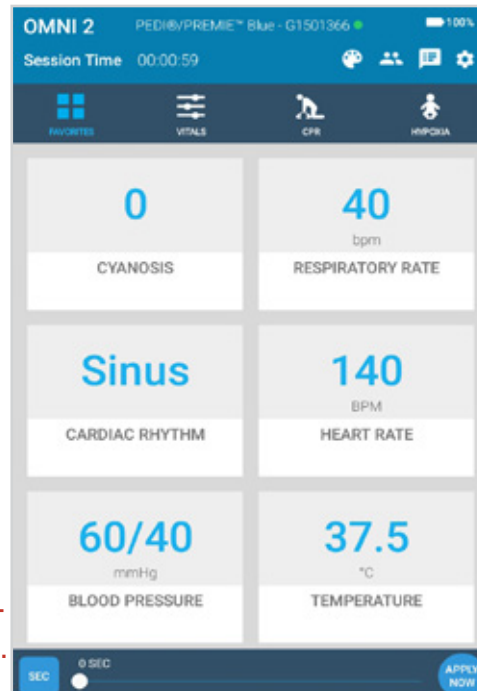 OMNI 2 PEDI®/PREMIE™ Blue - G1501366 100%
Session Time 00:00:59
FAVORITES VITALS CPR HYPOXIA
0 40
bpm
CYANOSIS RESPIRATORY RATE
Sinus 140
BPM
CARDIAC RHYTHM HEART RATE
60/40 37.5
mmHg °C
BLOOD PRESSURE TEMPERATURE
SEC 0 SEC APPLY
NOW